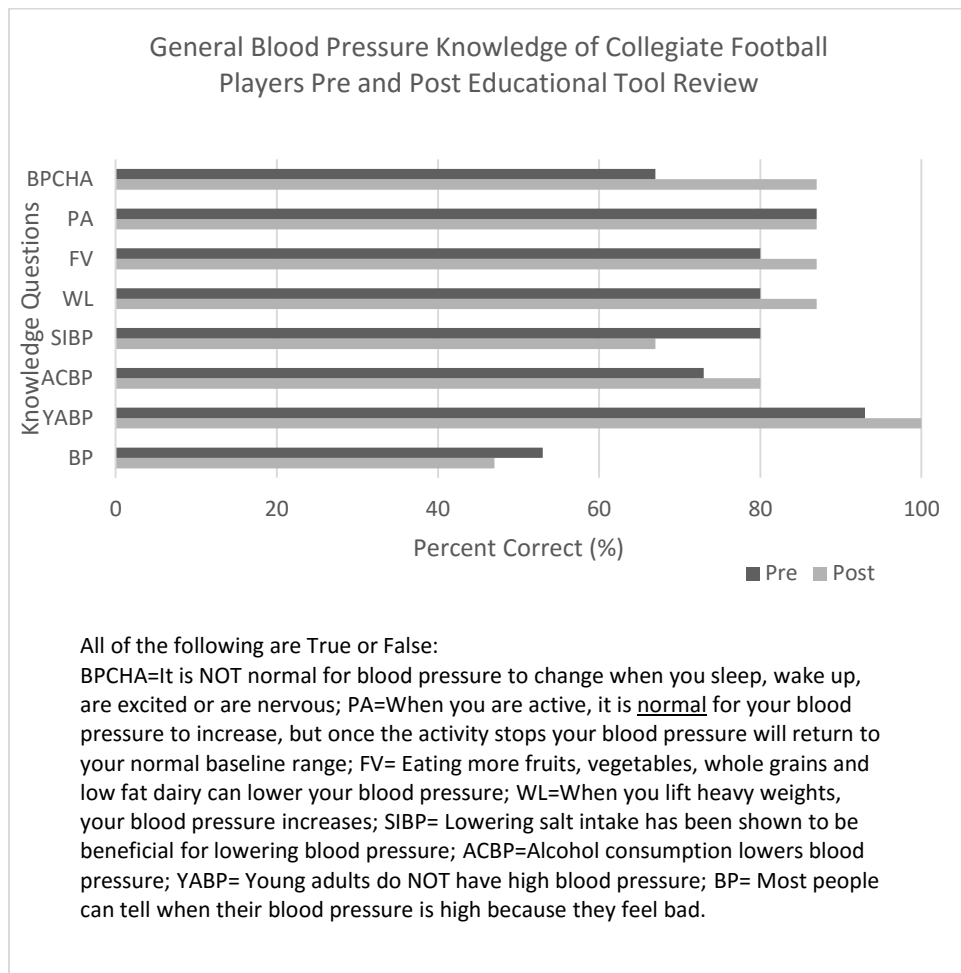 General Blood Pressure Knowledge of Collegiate Football
Players Pre and Post Educational Tool Review
Knowledge Questions
BPCHA
PA
FV
WL
SIBP
ACBP
YABP
BP
0 20 40 60 80 100
Percent Correct (%)
Pre Post
All of the following are True or False:
BPCHA=It is NOT normal for blood pressure to change when you sleep, wake up,
are excited or are nervous; PA=When you are active, it is normal for your blood
pressure to increase, but once the activity stops your blood pressure will return to
your normal baseline range; FV= Eating more fruits, vegetables, whole grains and
low fat dairy can lower your blood pressure; WL=When you lift heavy weights,
your blood pressure increases; SIBP= Lowering salt intake has been shown to be
beneficial for lowering blood pressure; ACBP=Alcohol consumption lowers blood
pressure; YABP= Young adults do NOT have high blood pressure; BP= Most people
can tell when their blood pressure is high because they feel bad.